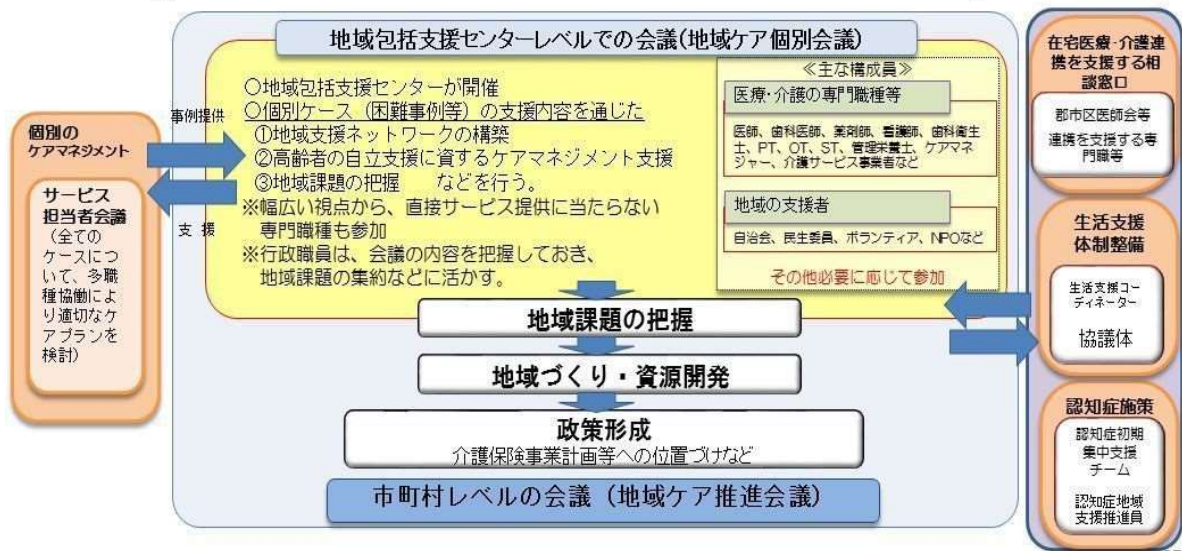 地域包括支援センターレベルでの会議(地域ケア個別会議)
事例提供
個別の
ケアマネジメント
サービス
担当者会議
(全ての
ケースにつ
いて、多職
種協働によ
り適切なケ
アプランを
検討)
支 援
○地域包括支援センターが開催
○個別ケース(困難事例等)の支援内容を通じた
①地域支援ネットワークの構築
②高齢者の自立支援に資するケアマネジメント支援
③地域課題の把握 などを行う。
※幅広い視点から、直接サービス提供に当たらない
専門職種も参加
※行政職員は、会議の内容を把握しておき、
地域課題の集約などに活かす。
≪主な構成員≫
医療・介護の専門職種等
医師、歯科医師、薬剤師、看護師、歯科衛生
士、PT、OT、ST、管理栄養士、ケアマネ
ジャー、介護サービス事業者など
地域の支援者
自治会、民生委員、ボランティア、NPOなど
その他必要に応じて参加
地域課題の把握
地域づくり・資源開発
政策形成
介護保険事業計画等への位置づけなど
市町村レベルの会議(地域ケア推進会議)
在宅医療・介護連
携を支援する相
談窓口
郡市区医師会等
連携を支援する専
門職等
生活支援
体制整備
生活支援コー
ディネーター
協議体
認知症施策
認知症初期
集中支援
チーム
認知症地域
支援推進員